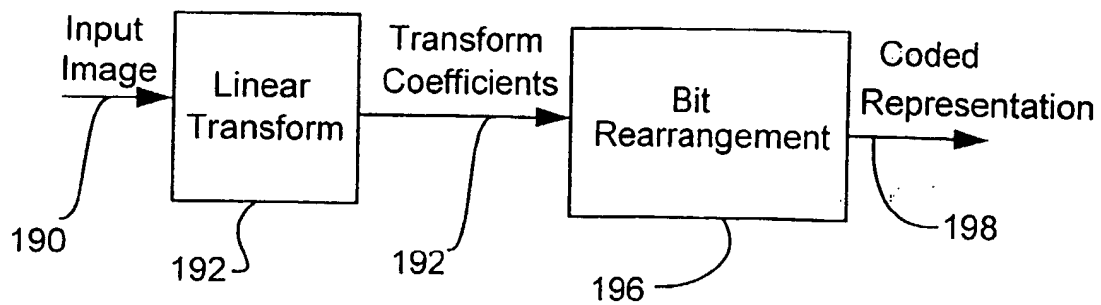 Input
Image
Linear
Transform
Transform
Coefficients
Bit
Rearrangement
Coded
Representation
190
192
192
196
198